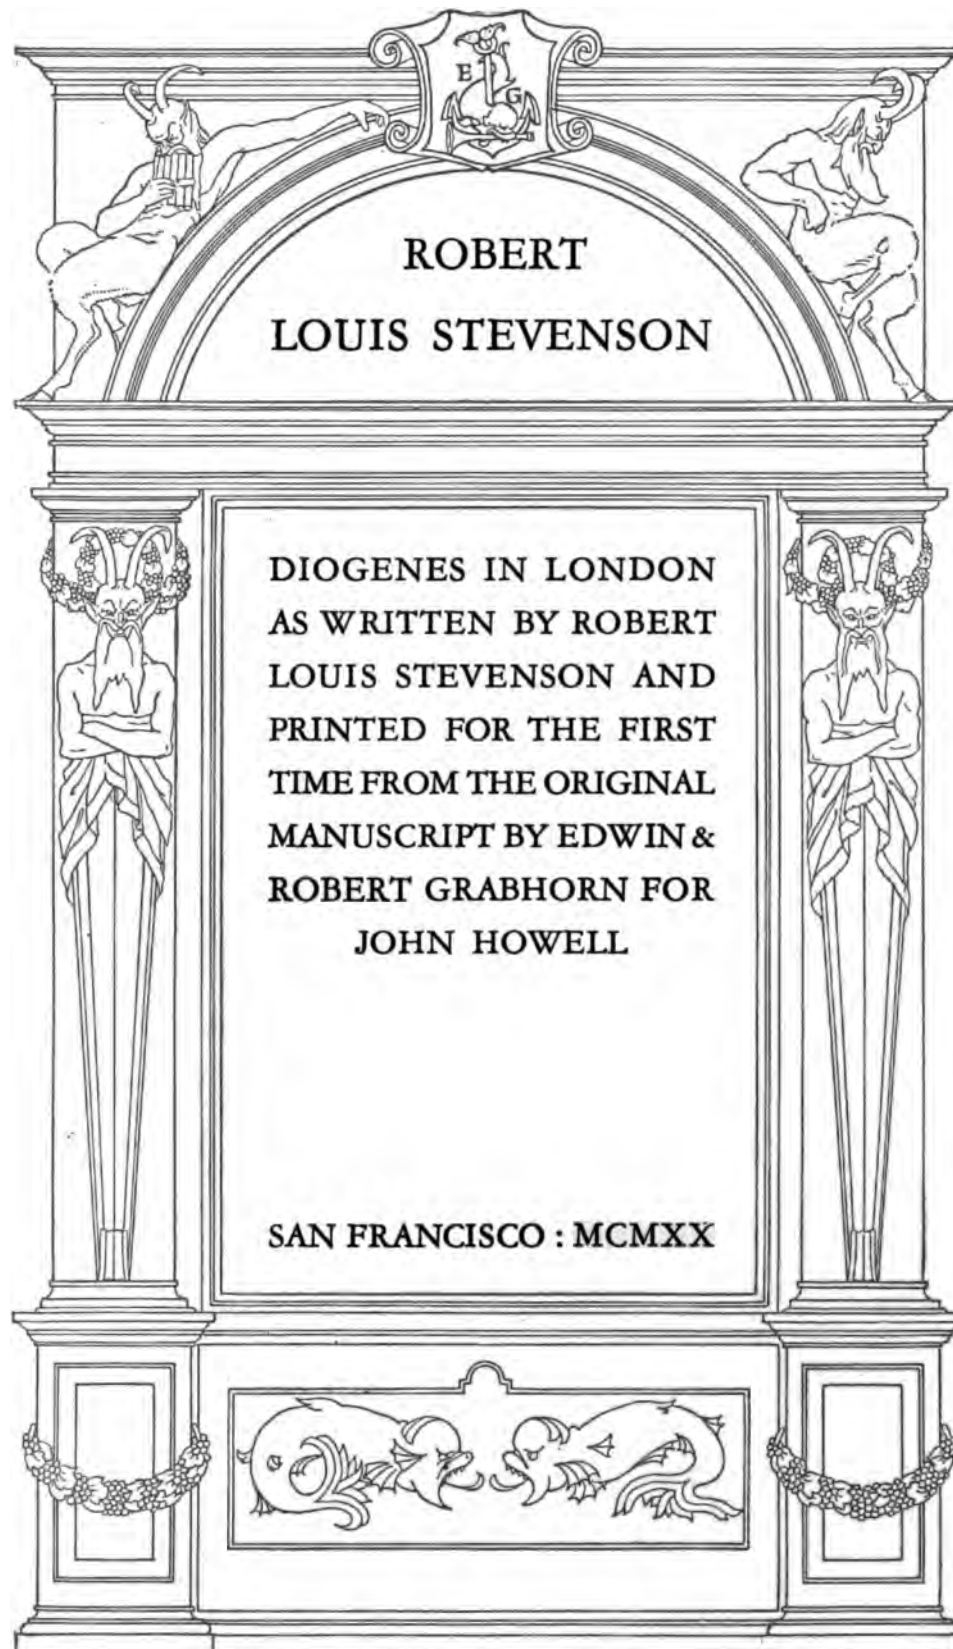 E
G
ROBERT
LOUIS STEVENSON
DIOGENES IN LONDON
AS WRITTEN BY ROBERT
LOUIS STEVENSON AND
PRINTED FOR THE FIRST
TIME FROM THE ORIGINAL
MANUSCRIPT BY EDWIN &
ROBERT GRABHORN FOR
JOHN HOWELL
SAN FRANCISCO : MCMXX